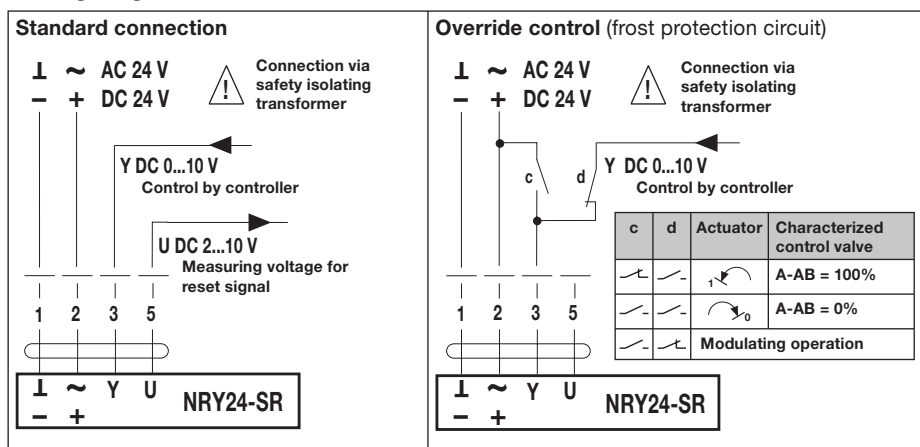 Standard connection
⊥ ~ AC 24 V
– + DC 24 V
Connection via
safety isolating
transformer
!
Y DC 0...10 V
Control by controller
U DC 2...10 V
Measuring voltage for
reset signal
1 2 3 5
⊥ ~ Y U
– +
NRY24-SR
Override control (frost protection circuit)
⊥ ~ AC 24 V
– + DC 24 V
Connection via
safety isolating
transformer
!
c d Y DC 0...10 V
Control by controller
c d Actuator Characterized
control valve
1 A-AB = 100%
0 A-AB = 0%
Modulating operation
1 2 3 5
⊥ ~ Y U
– +
NRY24-SR